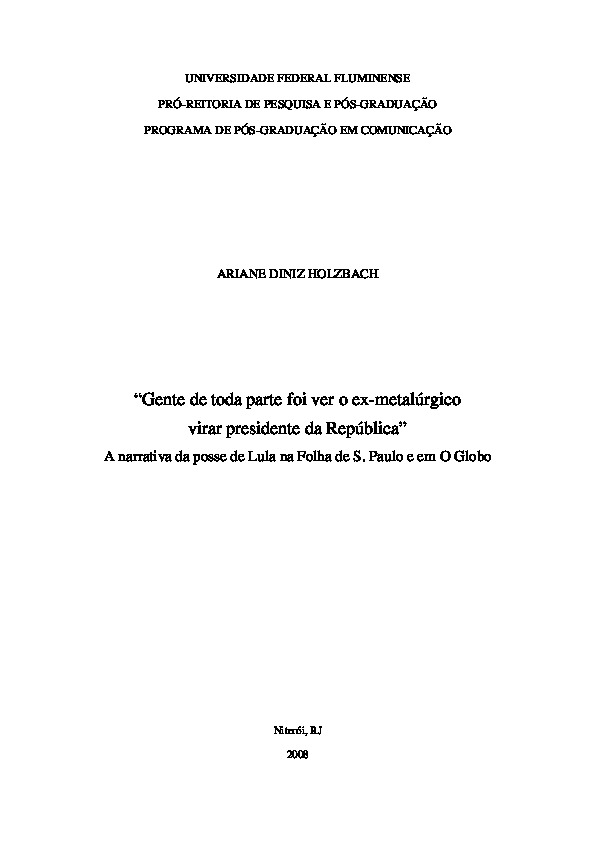 UNIVERSIDADE FEDERAL FLUMINENSE
PRÓ-REITORIA DE PESQUISA E PÓS-GRADUAÇÃO
PROGRAMA DE PÓS-GRADUAÇÃO EM COMUNICAÇÃO
ARIANE DINIZ HOLZBACH
“Gente de toda parte foi ver o ex-metalúrgico
virar presidente da República”
A narrativa da posse de Lula na Folha de S. Paulo e em O Globo
Niterói, RJ
2008